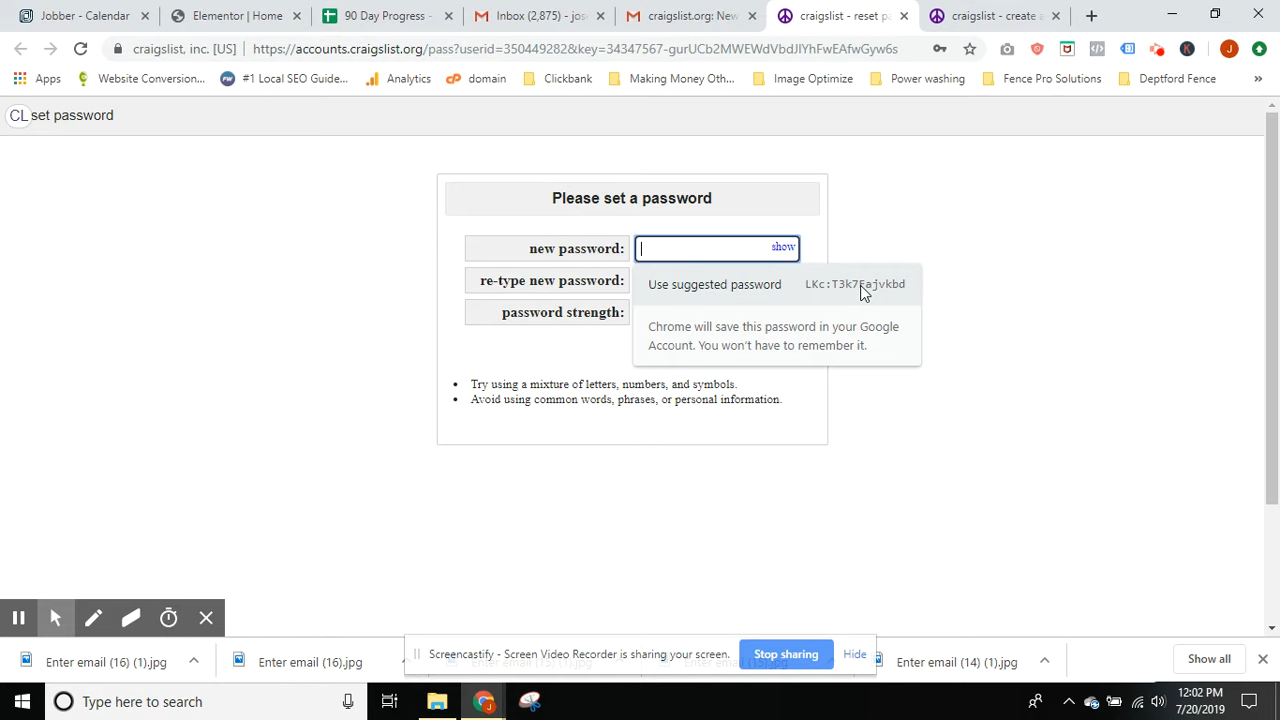 Jobber - Calendar
Elementor | Home
90 Day Progress -
Inbox (2,875) - jos
craigslist.org: New
craigslist - reset pa
craigslist - create a
craigslist, inc. [US]
https://accounts.craigslist.org/pass?userid=350449282&key=34347567-gurUCb2MWEWdVbdJIYhFwEAfwGyw6s
Apps
Website Conversion...
#1 Local SEO Guide...
Analytics
domain
Clickbank
Making Money Oth...
Image Optimize
Power washing
Fence Pro Solutions
Deptford Fence
CL
set password
Please set a password
new password:
show
re-type new password:
Use suggested password
password strength:
Chrome will save this password in your Google
Account. You won't have to remember it.
Try using a mixture of letters, numbers, and symbols.
Avoid using common words, phrases, or personal information.
Screencastify - Screen Video Recorder is sharing your screen.
Stop sharing
Hide
Enter email (16) (1).jpg
Enter email (16).jpg
Enter email (14) (1).jpg
Show all
Type here to search
12:02 PM
7/20/2019